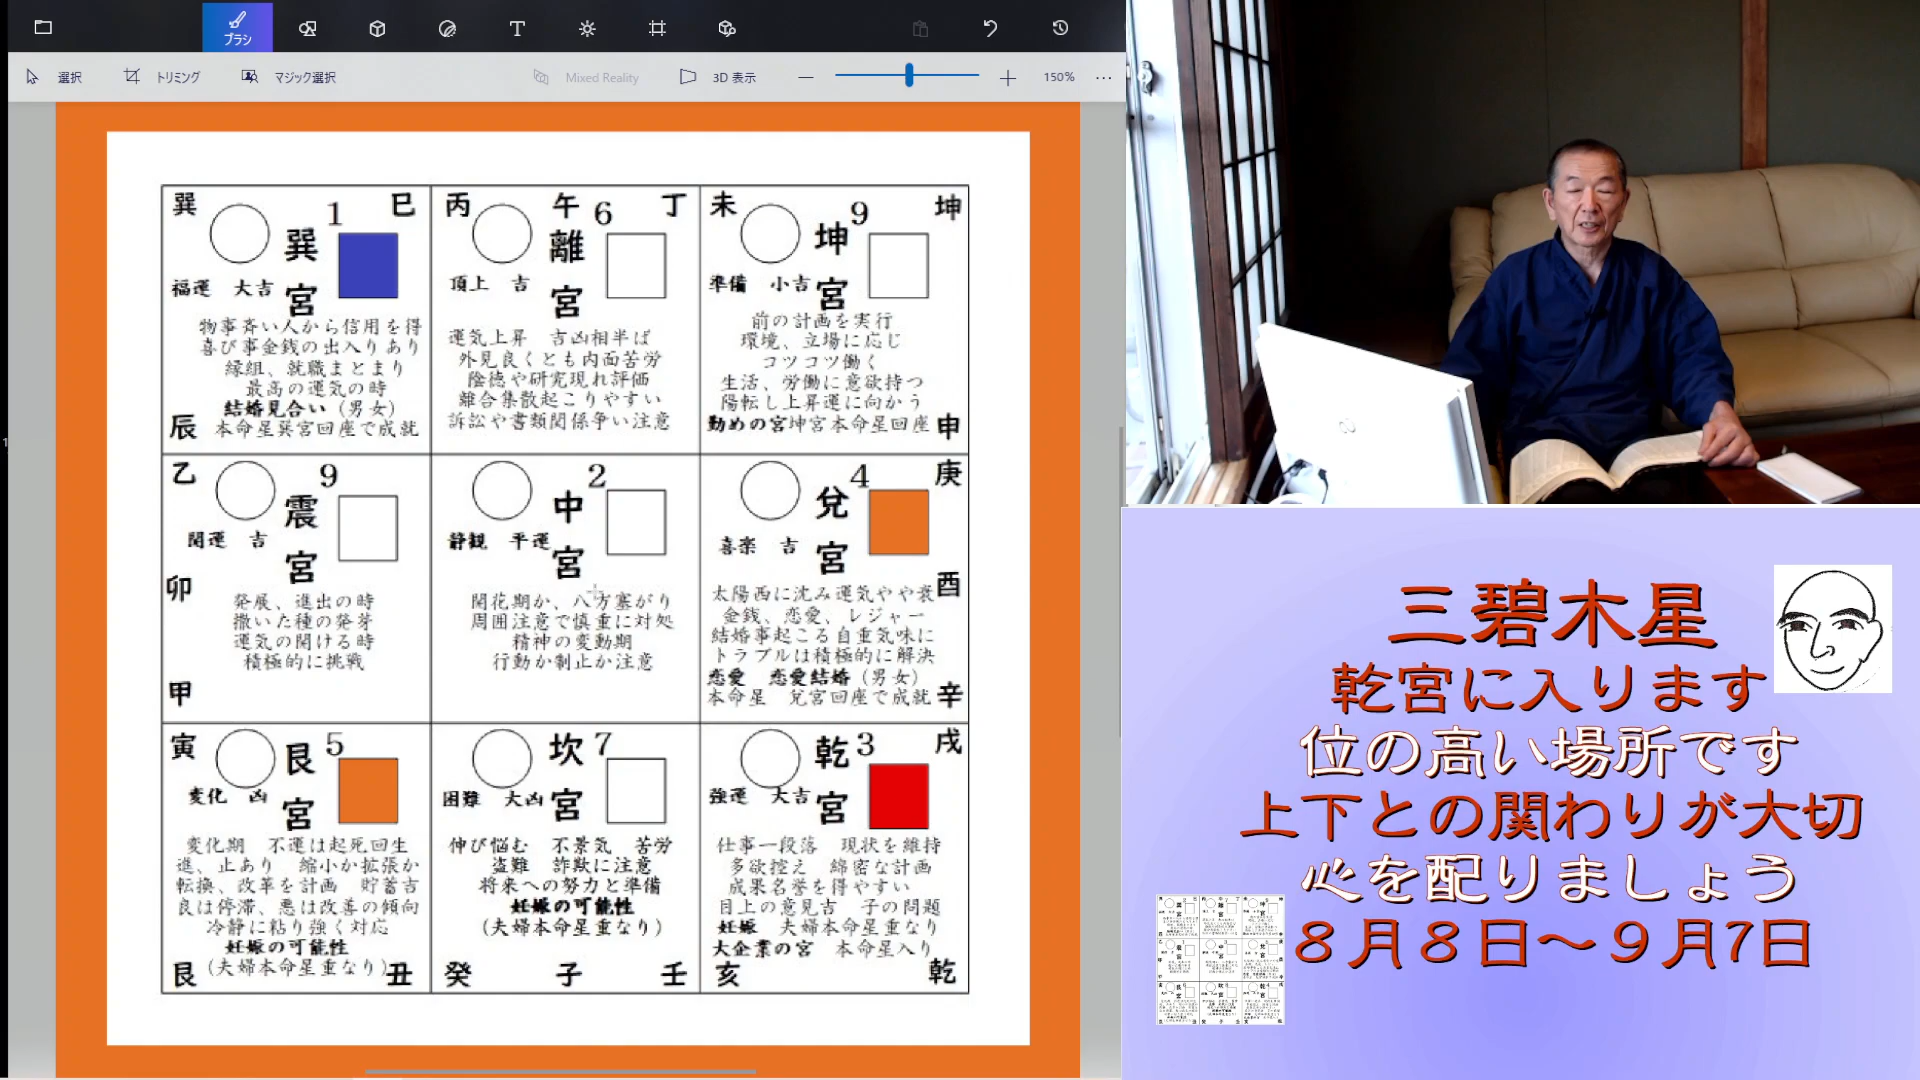 ブラシ
選択
トリミング
マジック選択
Mixed Reality
3D 表示
150%
巽 1 巳
巽宮
福運 大吉
物事斉い人から信用を得
喜び事金銭の出入りあり
縁組、就職まとまり
最高の運気の時
結婚見合い（男女）
辰 本命星巽宮回座で成就
丙 午 6 丁
離宮
頂上 吉
運気上昇 吉凶相半ば
外見良くとも内面苦労
陰徳や研究現れ評価
離合集散起こりやすい
訴訟や書類関係争い注意
未 9 坤
坤宮
準備 小吉
前の計画を実行
環境、立場に応じ
コツコツ働く
生活、労働に意欲持つ
陽転し上昇運に向かう
勤めの宮坤宮本命星回座 申
乙 9
震宮
開運 吉
卯
発展、進出の時
撒いた種の発芽
運気の開ける時
積極的に挑戦
甲
2
中宮
静観 平運
開花期か、八方塞がり
周囲注意で慎重に対処
精神の変動期
行動か制止か注意
4 庚
兌宮
喜楽 吉
酉
太陽西に沈み運気やや衰
金銭、恋愛、レジャー
結婚事起こる自重気味に
トラブルは積極的に解決
恋愛 恋愛結婚（男女）
本命星 兌宮回座で成就 辛
寅 5
艮宮
変化 凶
変化期 不運は起死回生
進、止あり 縮小か拡張か
転換、改革を計画 貯蓄吉
良は停滞、悪は改善の傾向
冷静に粘り強く対応
妊娠の可能性
（夫婦本命星重なり）
艮 丑
7
坎宮
困難 大凶
伸び悩む 不景気 苦労
盗難 詐欺に注意
将来への努力と準備
妊娠の可能性
（夫婦本命星重なり）
癸 子 壬
3 戌
乾宮
強運 大吉
仕事一段落 現状を維持
多欲控え 綿密な計画
成果名誉を得やすい
目上の意見吉 子の問題
妊娠 夫婦本命星重なり
大企業の宮 本命星入り
亥 乾
三碧木星
乾宮に入ります
位の高い場所です
上下との関わりが大切
心を配りましょう
８月８日～９月7日